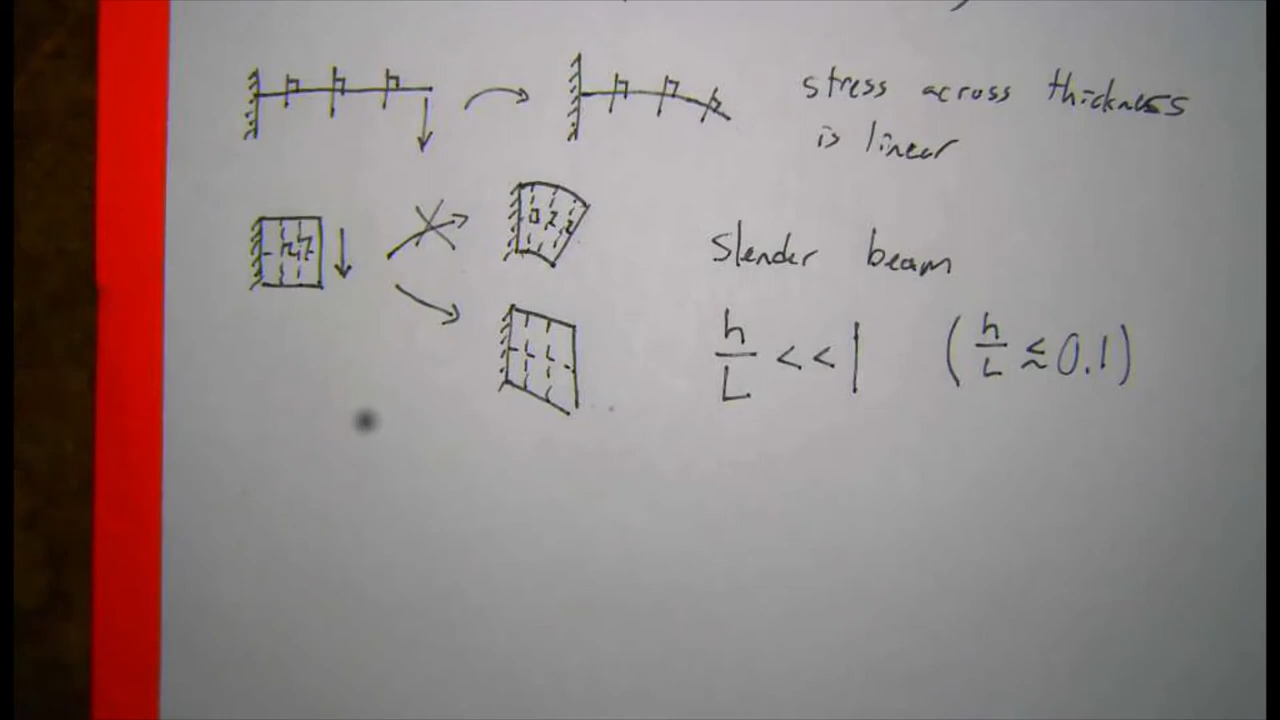 stress across thickness
is linear
Slender beam
h/L << 1 (h/L ≲ 0.1)